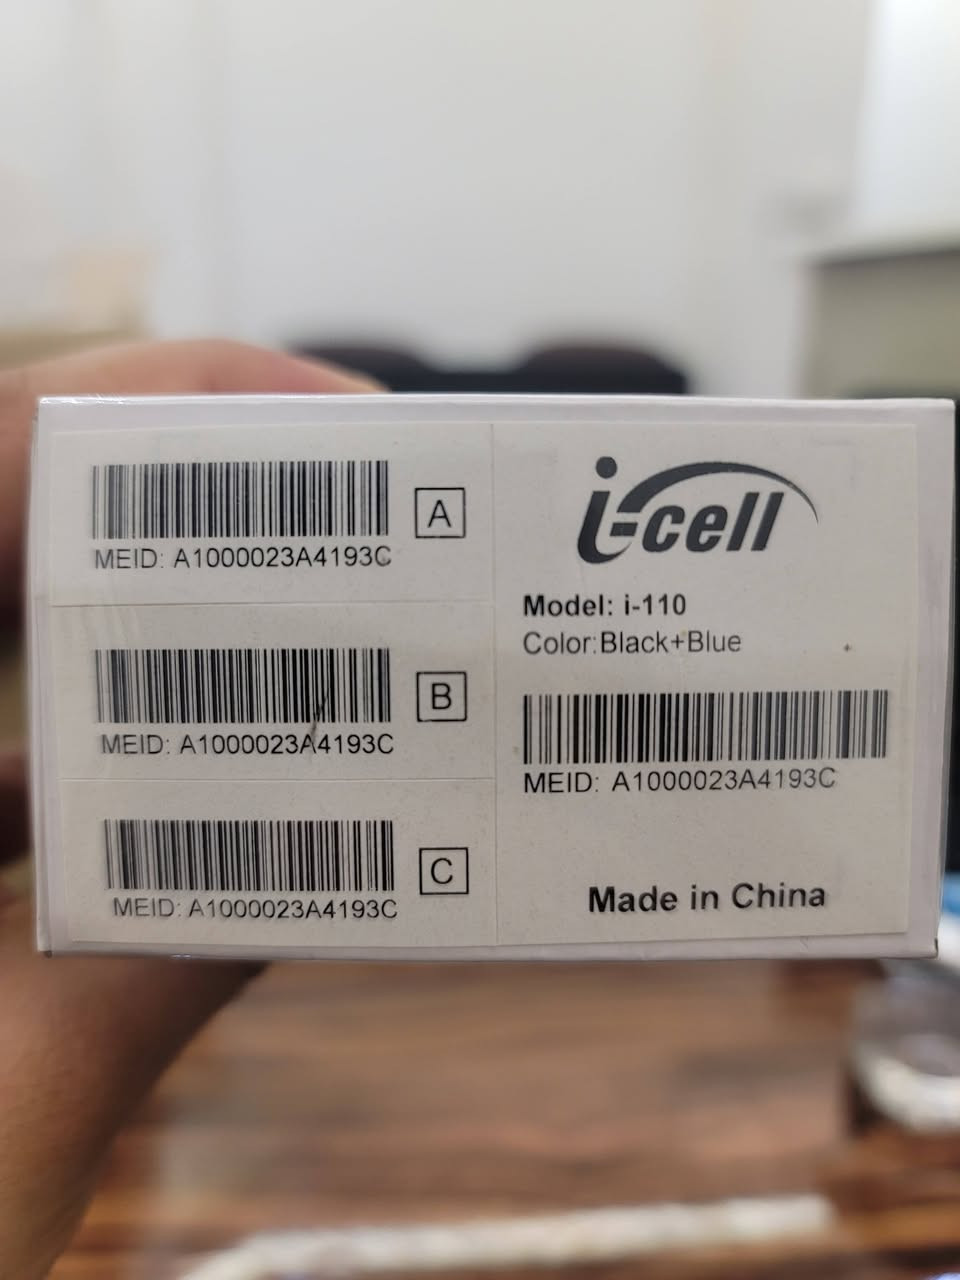 MEID: A1000023A4193C
A
MEID: A1000023A4193C
B
MEID: A1000023A4193C
C
i-cell
Model: i-110
Color:Black+Blue
MEID: A1000023A4193C
Made in China